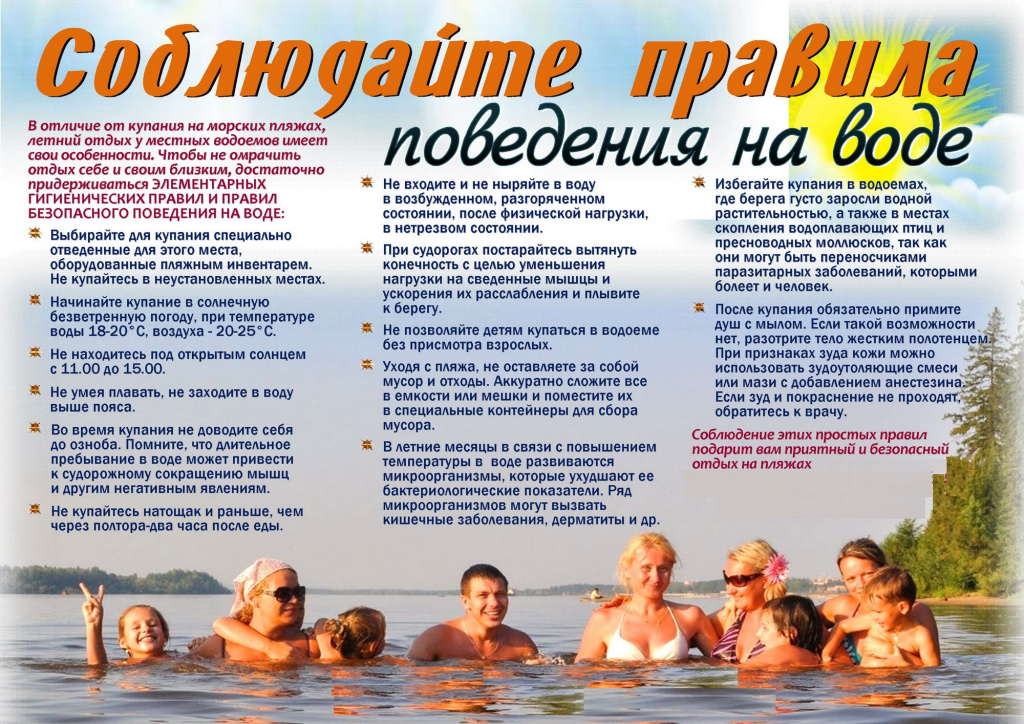 Соблюдайте правила
поведения на воде
В отличие от купания на морских пляжах,
летний отдых у местных водоемов имеет
свои особенности. Чтобы не омрачить
отдых себе и своим близким, достаточно
придерживаться ЭЛЕМЕНТАРНЫХ
ГИГИЕНИЧЕСКИХ ПРАВИЛ И ПРАВИЛ
БЕЗОПАСНОГО ПОВЕДЕНИЯ НА ВОДЕ:
Выбирайте для купания специально
отведенные для этого места,
оборудованные пляжным инвентарем.
Не купайтесь в неустановленных местах.
Начинайте купание в солнечную
безветренную погоду, при температуре
воды 18-20°С, воздуха - 20-25°С.
Не находитесь под открытым солнцем
с 11.00 до 15.00.
Не умея плавать, не заходите в воду
выше пояса.
Во время купания не доводите себя
до озноба. Помните, что длительное
пребывание в воде может привести
к судорожному сокращению мышц
и другим негативным явлениям.
Не купайтесь натощак и раньше, чем
через полтора-два часа после еды.
Не входите и не ныряйте в воду
в возбужденном, разгоряченном
состоянии, после физической нагрузки,
в нетрезвом состоянии.
При судорогах постарайтесь вытянуть
конечность с целью уменьшения
нагрузки на сведенные мышцы и
ускорения их расслабления и плывите
к берегу.
Не позволяйте детям купаться в водоеме
без присмотра взрослых.
Уходя с пляжа, не оставляете за собой
мусор и отходы. Аккуратно сложите все
в емкости или мешки и поместите их
в специальные контейнеры для сбора
мусора.
В летние месяцы в связи с повышением
температуры в воде развиваются
микроорганизмы, которые ухудшают ее
бактериологические показатели. Ряд
микроорганизмов могут вызвать
кишечные заболевания, дерматиты и др.
Избегайте купания в водоемах,
где берега густо заросли водной
растительностью, а также в местах
скопления водоплавающих птиц и
пресноводных моллюсков, так как
они могут быть переносчиками
паразитарных заболеваний, которыми
болеет и человек.
После купания обязательно примите
душ с мылом. Если такой возможности
нет, разотрите тело жестким полотенцем.
При признаках зуда кожи можно
использовать зудоутоляющие смеси
или мази с добавлением анестезина.
Если зуд и покраснение не проходят,
обратитесь к врачу.
Соблюдение этих простых правил
подарит вам приятный и безопасный
отдых на пляжах